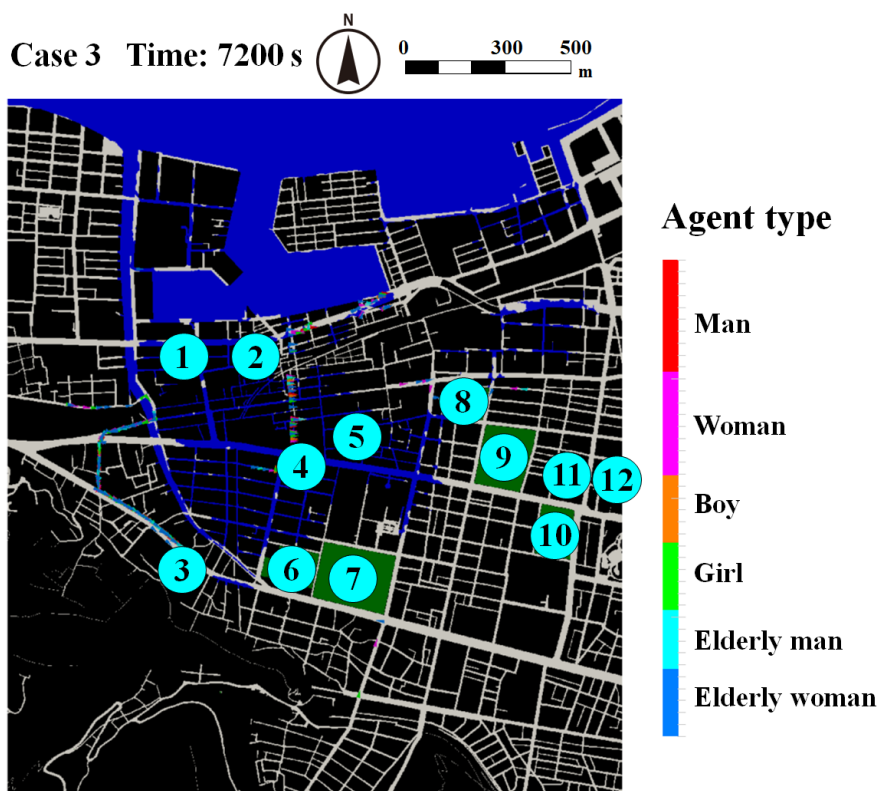 N
Case 3 Time: 7200 s
0 300 500
m
Agent type
Man
Woman
Boy
Girl
Elderly man
Elderly woman
1
2
3
4
5
6
7
8
9
10
11
12